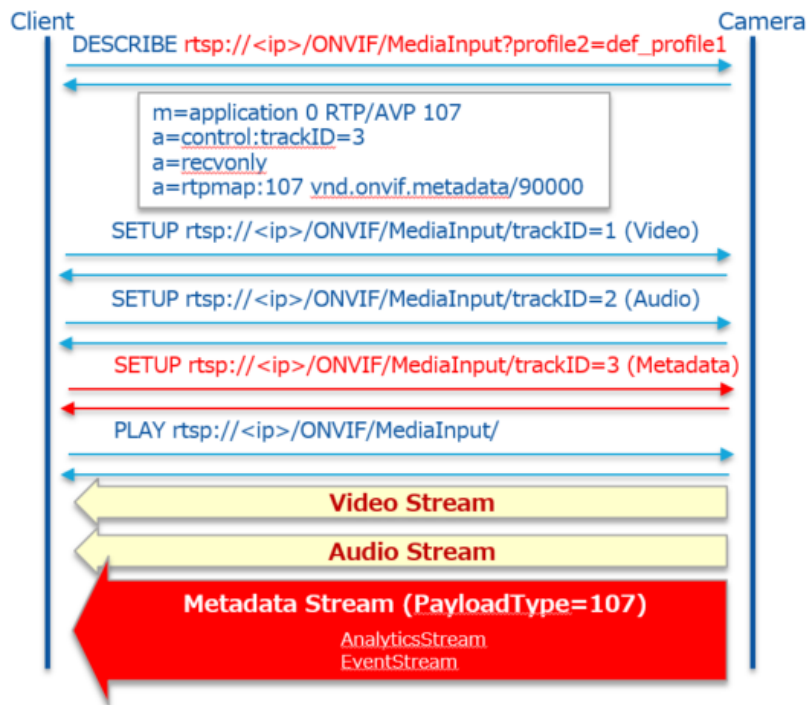 Client
Camera
DESCRIBE rtsp://<ip>/ONVIF/MediaInput?profile2=def_profile1
m=application 0 RTP/AVP 107
a=control:trackID=3
a=recvonly
a=rtpmap:107 vnd.onvif.metadata/90000
SETUP rtsp://<ip>/ONVIF/MediaInput/trackID=1 (Video)
SETUP rtsp://<ip>/ONVIF/MediaInput/trackID=2 (Audio)
SETUP rtsp://<ip>/ONVIF/MediaInput/trackID=3 (Metadata)
PLAY rtsp://<ip>/ONVIF/MediaInput/
Video Stream
Audio Stream
Metadata Stream (PayloadType=107)
AnalyticsStream
EventStream